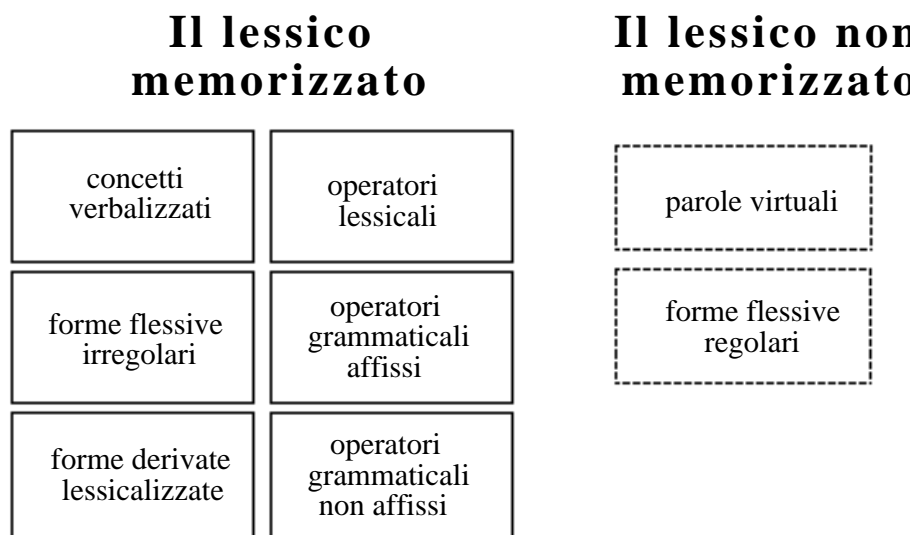 Il lessico
memorizzato
concetti
verbalizzati
operatori
lessicali
forme flessive
irregolari
operatori
grammaticali
affissi
forme derivate
lessicalizzate
operatori
grammaticali
non affissi
Il lessico non
memorizzato
parole virtuali
forme flessive
regolari